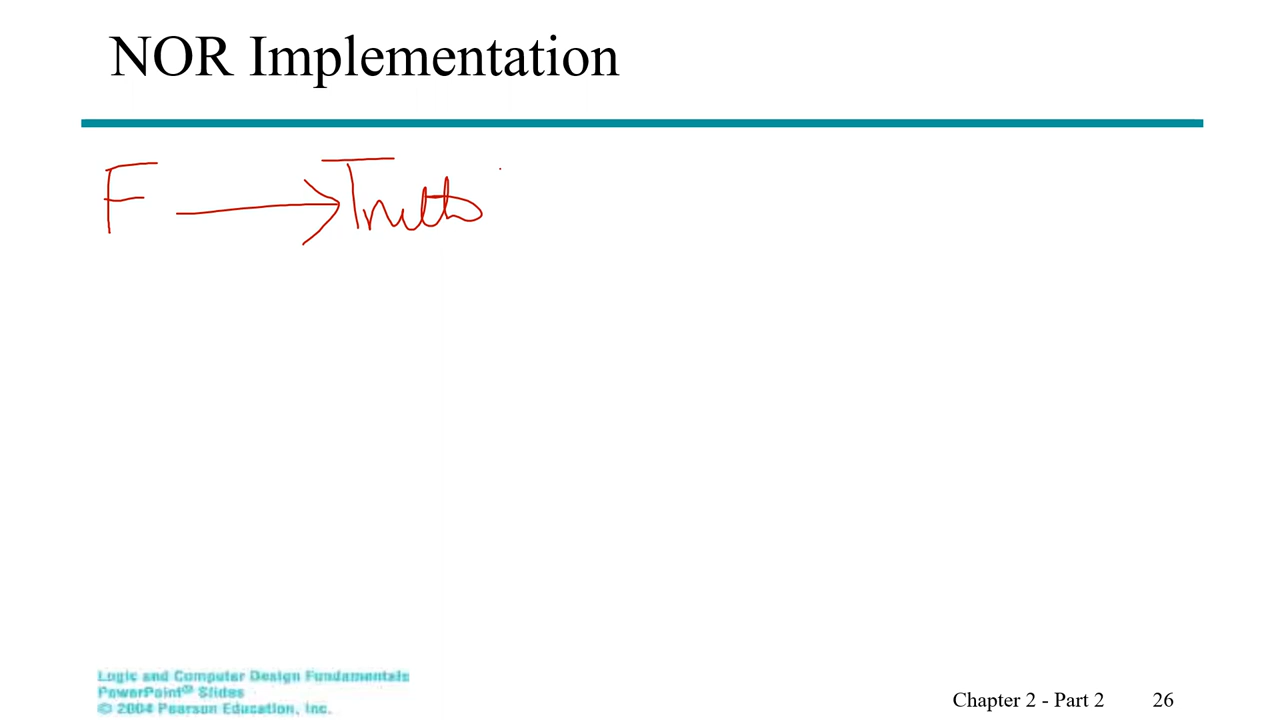 NOR Implementation
F → Truth
Logic and Computer Design Fundamentals
PowerPoint® Slides
© 2004 Pearson Education, Inc.
Chapter 2 - Part 2 26